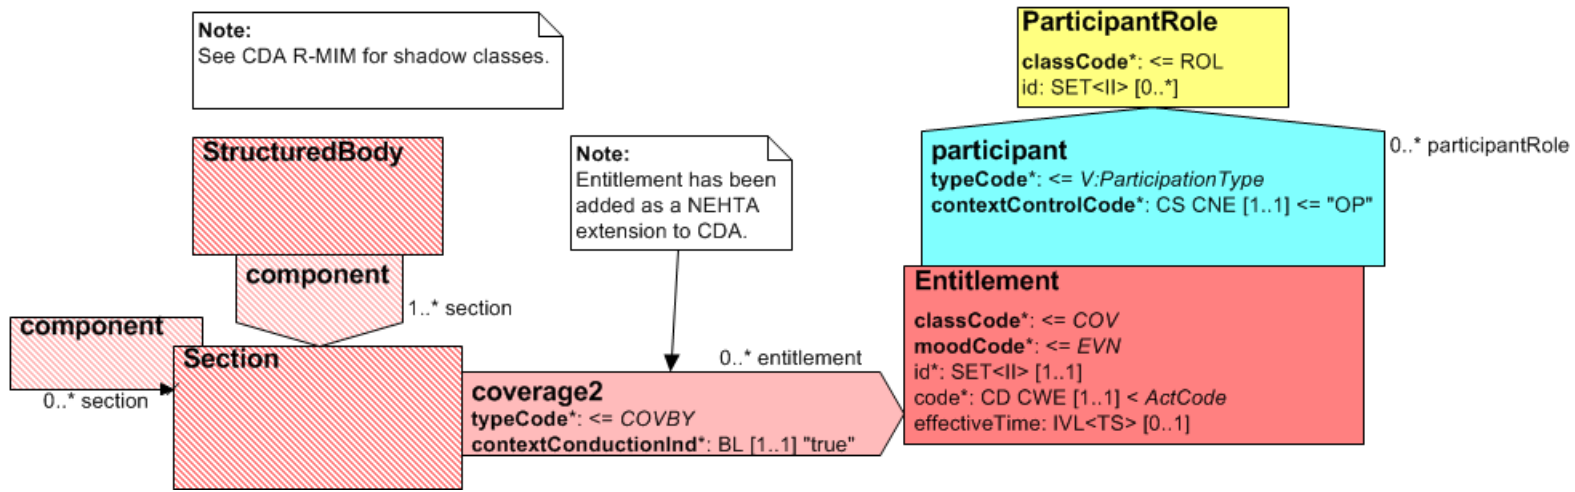 Note:
See CDA R-MIM for shadow classes.
ParticipantRole
classCode*: <= ROL
id: SET<II> [0..*]
StructuredBody
Note:
Entitlement has been
added as a NEHTA
extension to CDA.
participant
typeCode*: <= V:ParticipationType
contextControlCode*: CS CNE [1..1] <= "OP"
0..* participantRole
component
1..* section
component
0..* section
Section
0..* entitlement
coverage2
typeCode*: <= COVBY
contextConductionInd*: BL [1..1] "true"
Entitlement
classCode*: <= COV
moodCode*: <= EVN
id*: SET<II> [1..1]
code*: CD CWE [1..1] < ActCode
effectiveTime: IVL<TS> [0..1]